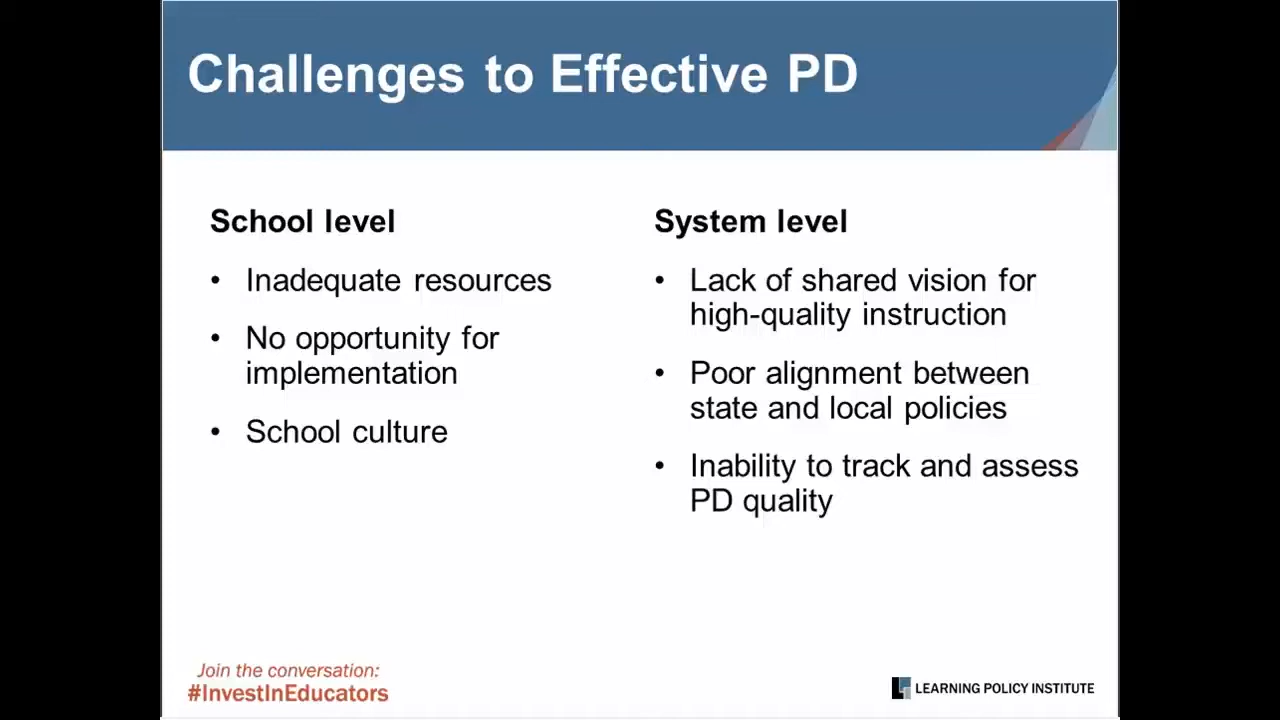 Challenges to Effective PD
School level
• Inadequate resources
• No opportunity for
implementation
• School culture
System level
• Lack of shared vision for
high-quality instruction
• Poor alignment between
state and local policies
• Inability to track and assess
PD quality
Join the conversation:
#InvestInEducators
LEARNING POLICY INSTITUTE